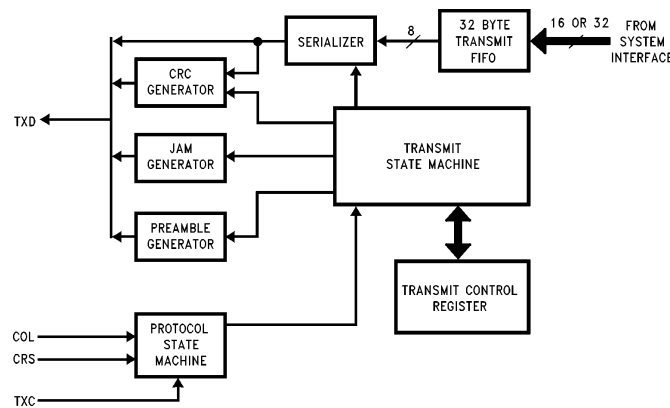 SERIALIZER
8
32 BYTE
TRANSMIT
FIFO
16 OR 32
FROM
SYSTEM
INTERFACE
CRC
GENERATOR
TXD
JAM
GENERATOR
TRANSMIT
STATE MACHINE
PREAMBLE
GENERATOR
TRANSMIT CONTROL
REGISTER
PROTOCOL
STATE
MACHINE
COL
CRS
TXC